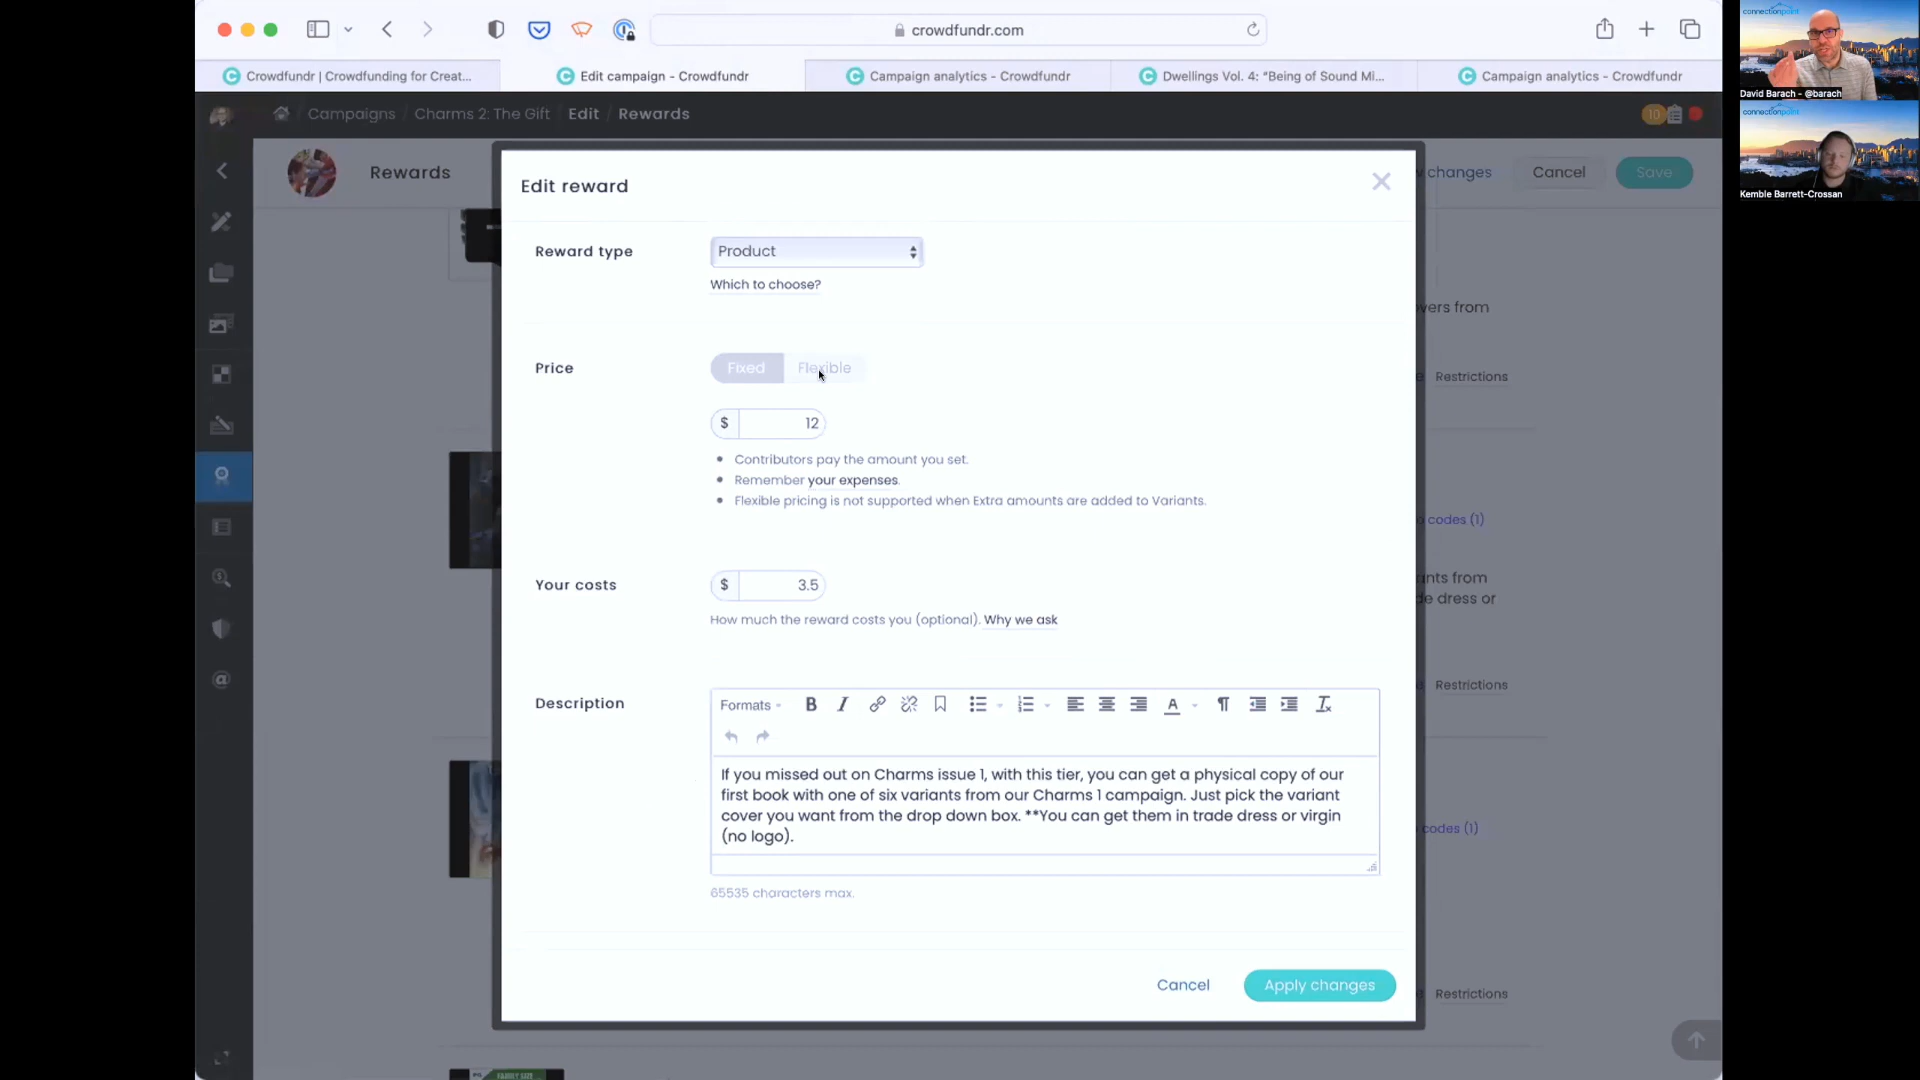 crowdfundr.com
Crowdfundr | Crowdfunding for Creat...
Edit campaign - Crowdfundr
Campaign analytics - Crowdfundr
Dwellings Vol. 4: “Being of Sound Mi...
Campaign analytics - Crowdfundr
Campaigns / Charms 2: The Gift / Edit / Rewards
10
Rewards
changes
Cancel
Save
Edit reward
Reward type
Product
Which to choose?
vers from
Price
Fixed
Flexible
Restrictions
$ 12
Contributors pay the amount you set.
Remember your expenses.
Flexible pricing is not supported when Extra amounts are added to Variants.
codes (1)
Your costs
$ 3.5
ants from
de dress or
How much the reward costs you (optional). Why we ask
Restrictions
Description
Formats
B I
A
If you missed out on Charms issue 1, with this tier, you can get a physical copy of our
first book with one of six variants from our Charms 1 campaign. Just pick the variant
cover you want from the drop down box. **You can get them in trade dress or virgin
(no logo).
codes (1)
65535 characters max.
Cancel
Apply changes
Restrictions
FAMILY SIZE
connectionpoint
David Barach - @barach
connectionpoint
Kemble Barrett-Crossan